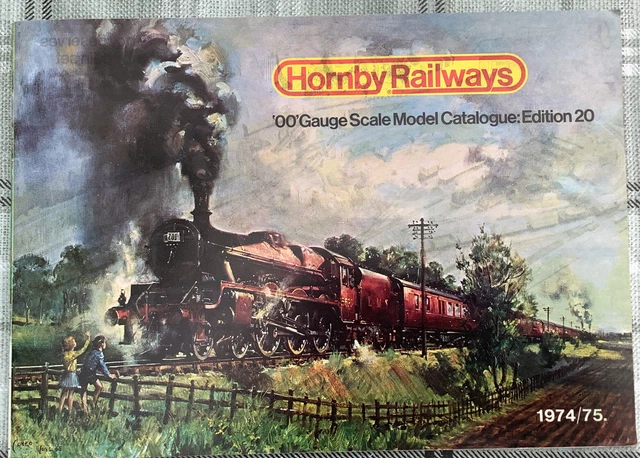 Hornby Railways
'00' Gauge Scale Model Catalogue: Edition 20
1974/75.